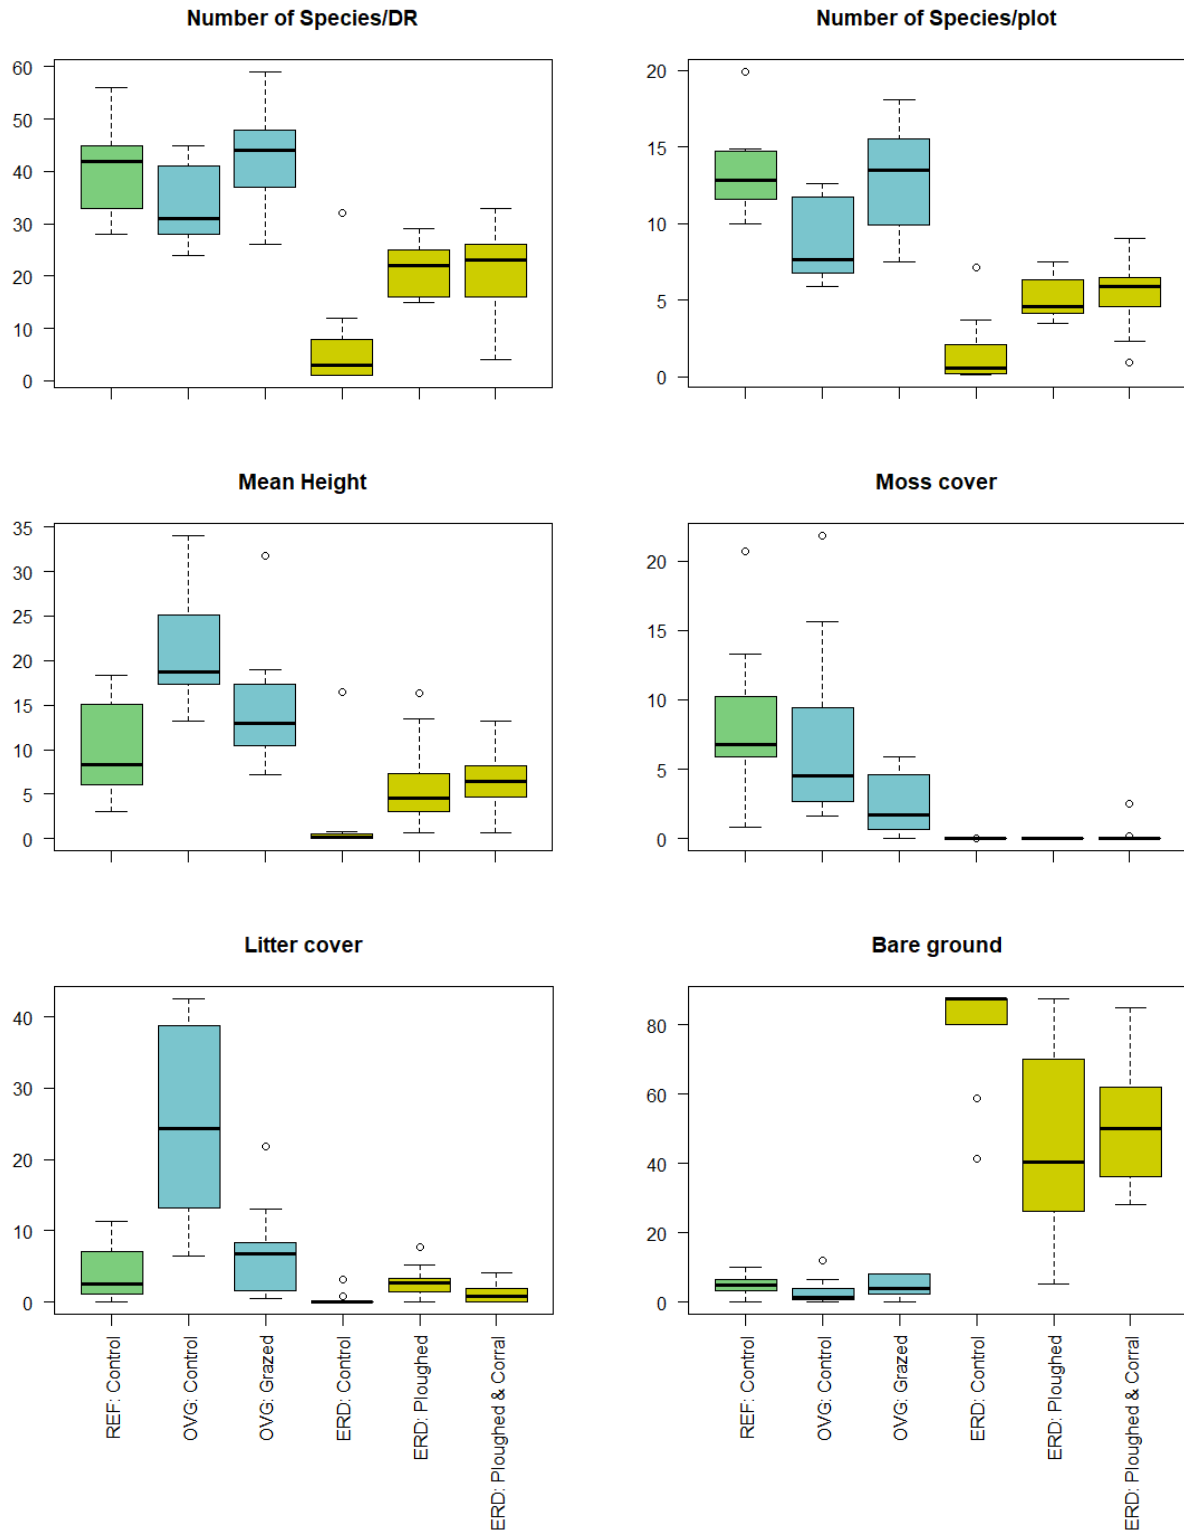 Number of Species/DR
60
50
40
30
20
10
0
Number of Species/plot
20
15
10
5
0
Mean Height
35
30
25
20
15
10
5
0
Moss cover
20
15
10
5
0
Litter cover
40
30
20
10
0
REF: Control
OVG: Control
OVG: Grazed
ERD: Control
ERD: Ploughed
ERD: Ploughed & Corral
Bare ground
80
60
40
20
0
REF: Control
OVG: Control
OVG: Grazed
ERD: Control
ERD: Ploughed
ERD: Ploughed & Corral